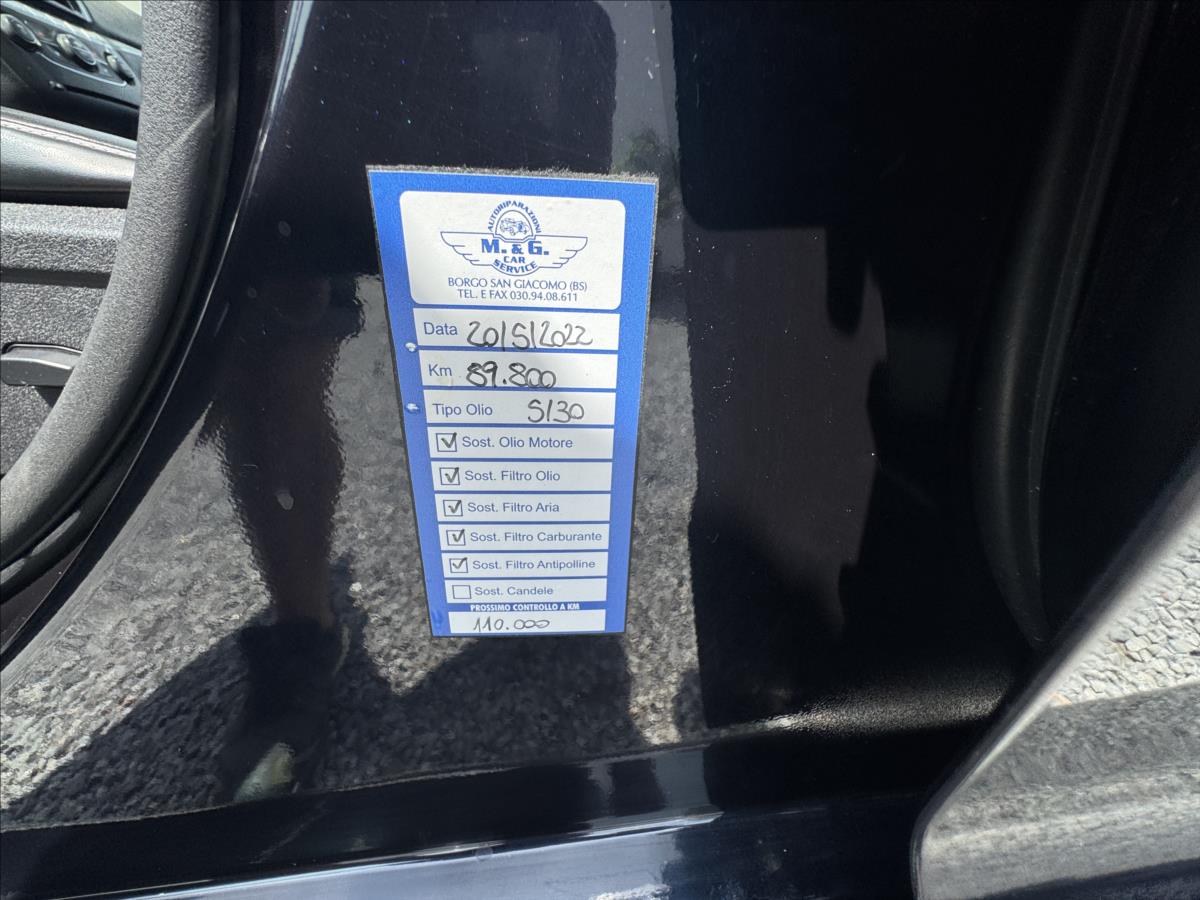 AUTORIPARAZIONI
M. & G.
CAR
SERVICE
BORGO SAN GIACOMO (BS)
TEL. E FAX 030.94.08.611
Data 20/5/2022
Km 89.800
Tipo Olio 5/30
Sost. Olio Motore
Sost. Filtro Olio
Sost. Filtro Aria
Sost. Filtro Carburante
Sost. Filtro Antipolline
Sost. Candele
PROSSIMO CONTROLLO A KM
110.000